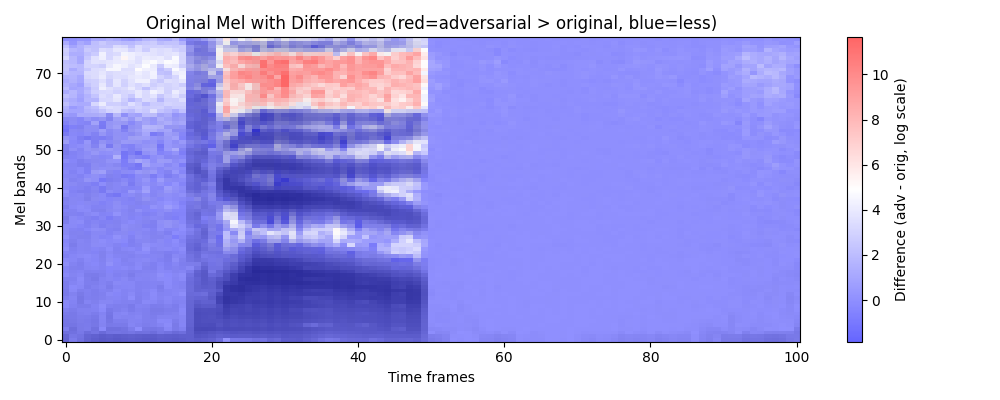 Original Mel with Differences (red=adversarial > original, blue=less)
Mel bands
70
60
50
40
30
20
10
0
0 20 40 60 80 100
Time frames
10
8
6
4
2
0
Difference (adv - orig, log scale)